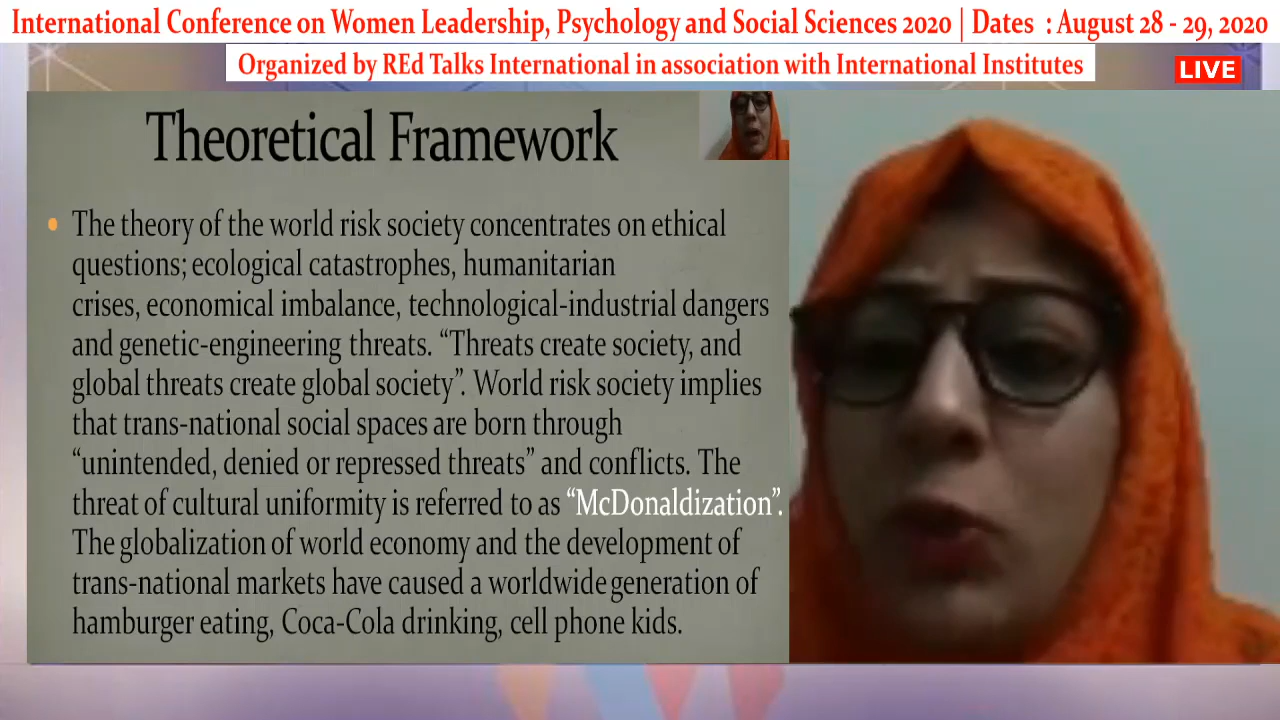 International Conference on Women Leadership, Psychology and Social Sciences 2020 | Dates : August 28 - 29, 2020
Organized by REd Talks International in association with International Institutes
LIVE
Theoretical Framework
• The theory of the world risk society concentrates on ethical
questions; ecological catastrophes, humanitarian
crises, economical imbalance, technological-industrial dangers
and genetic-engineering threats. “Threats create society, and
global threats create global society”. World risk society implies
that trans-national social spaces are born through
“unintended, denied or repressed threats” and conflicts. The
threat of cultural uniformity is referred to as “McDonaldization”.
The globalization of world economy and the development of
trans-national markets have caused a worldwide generation of
hamburger eating, Coca-Cola drinking, cell phone kids.